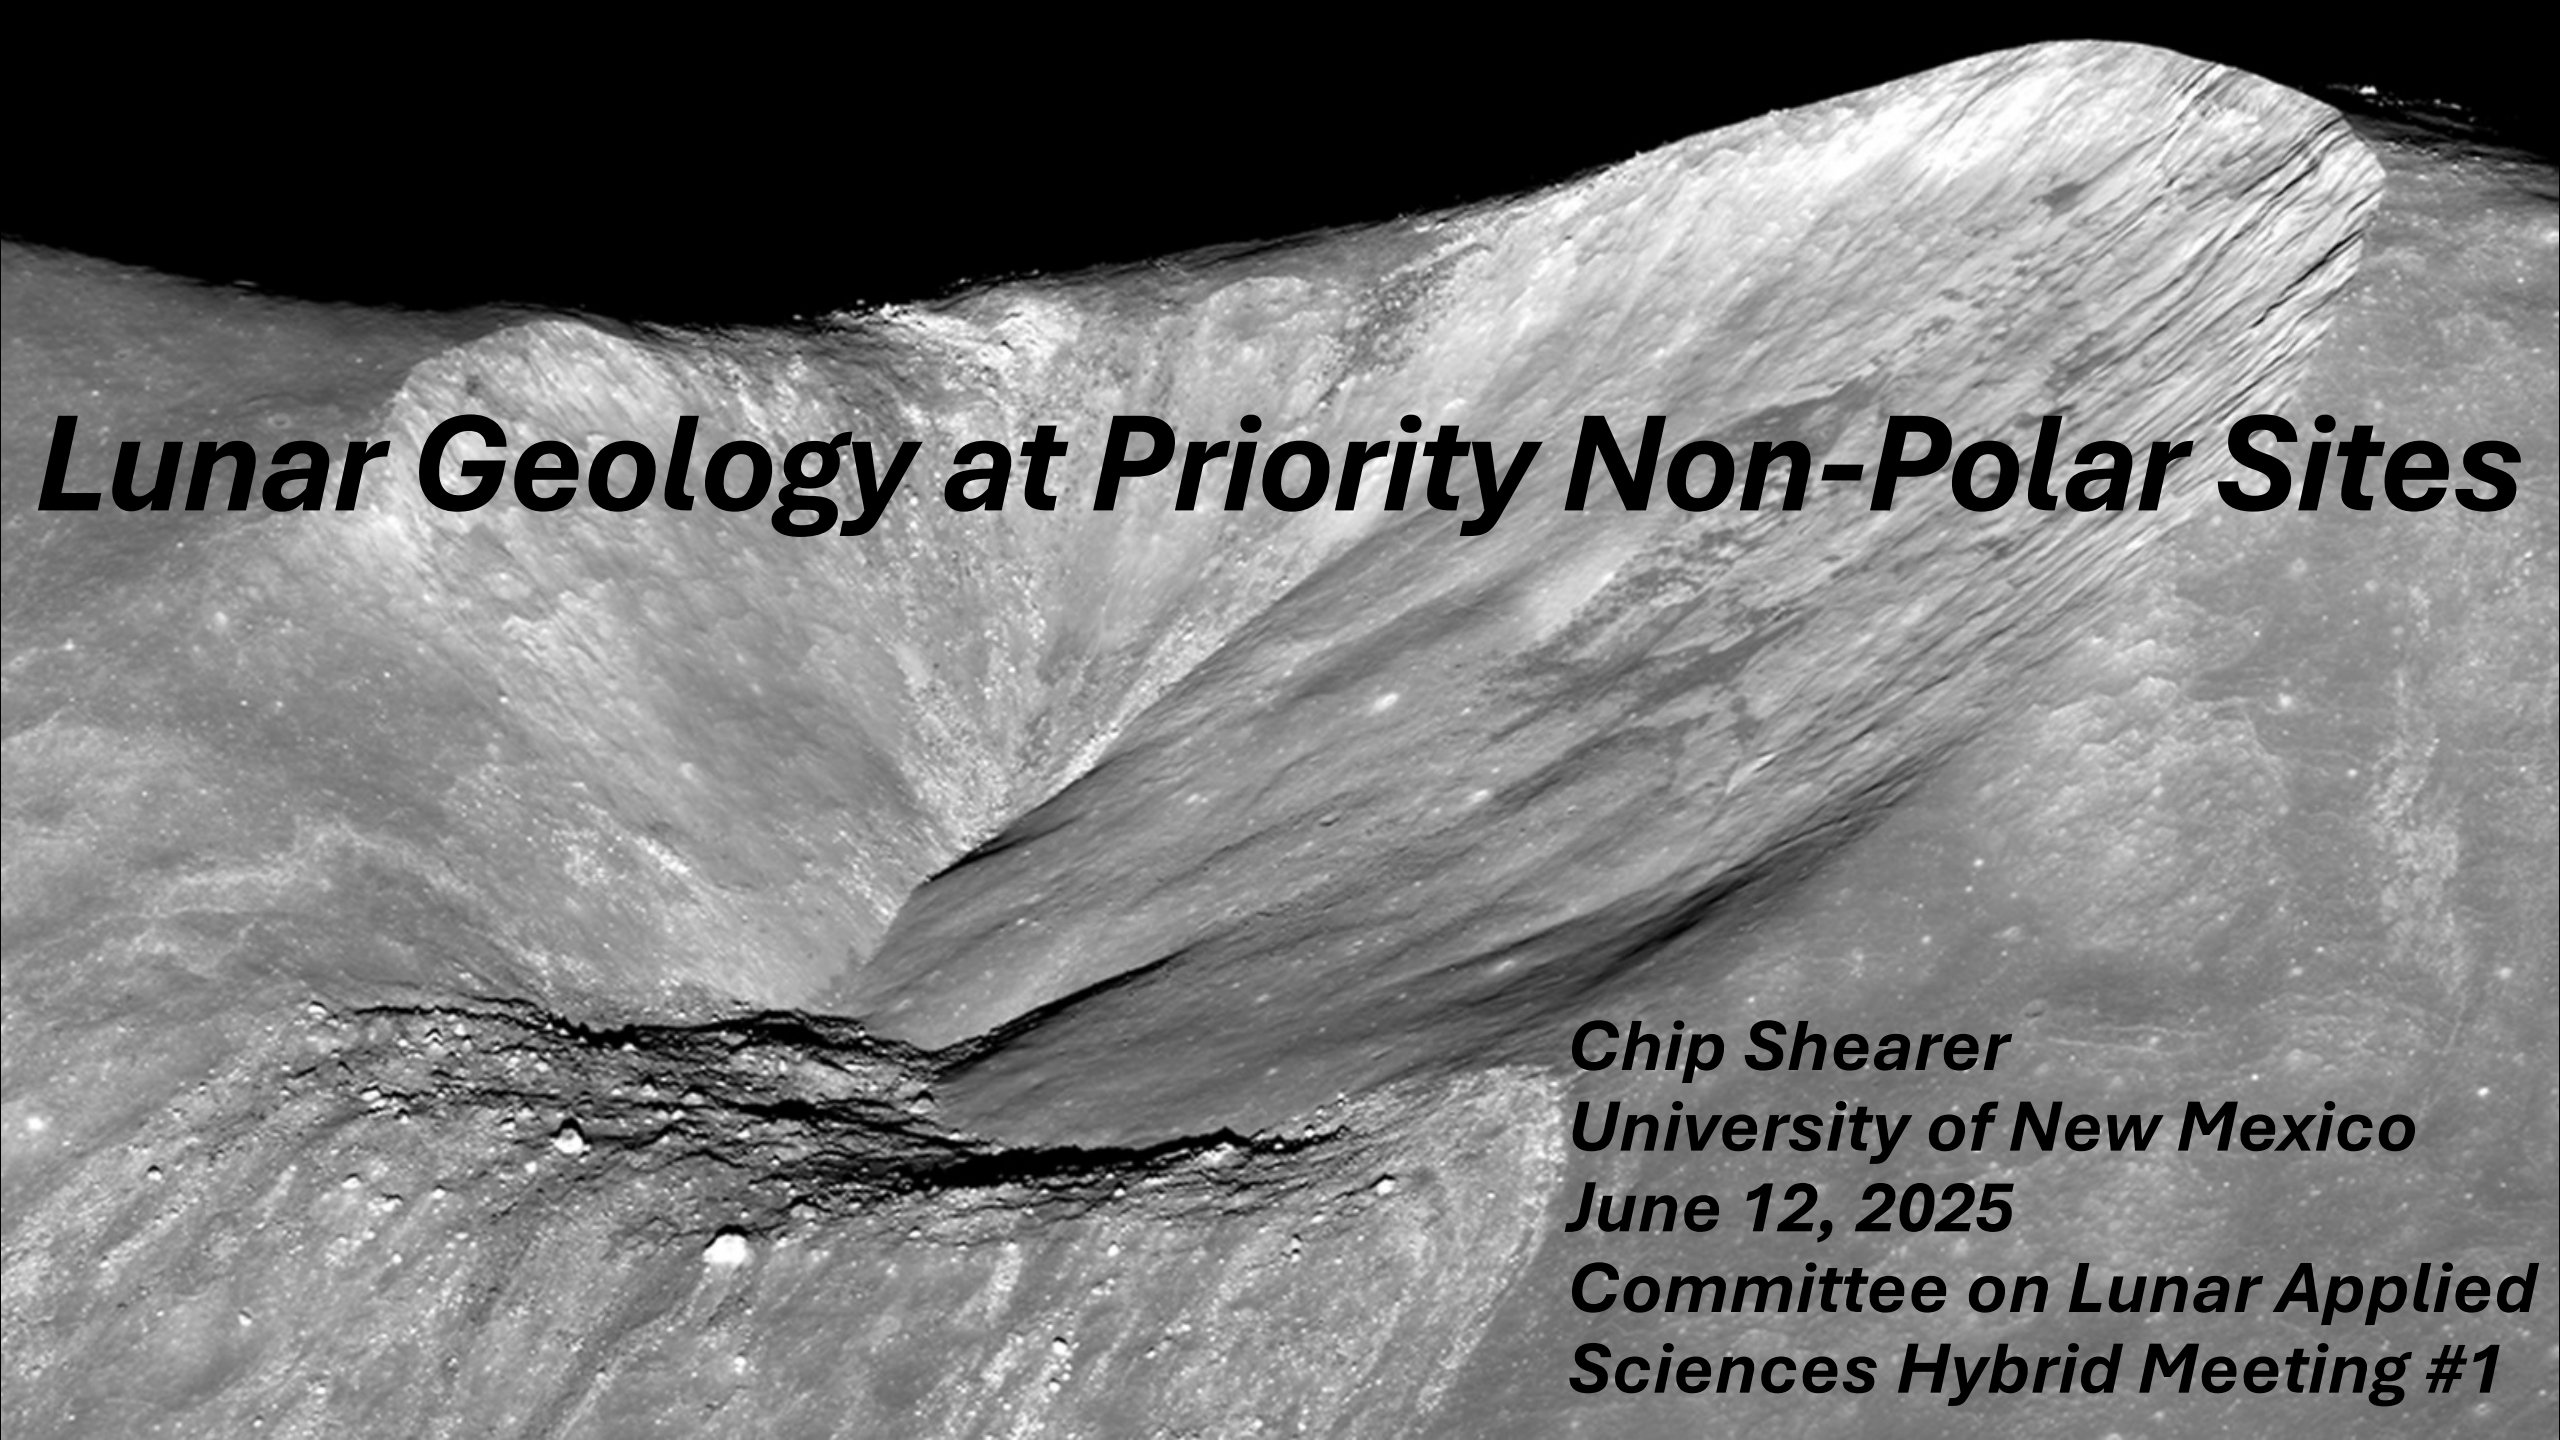 Lunar Geology at Priority Non-Polar Sites
Chip Shearer
University of New Mexico
June 12, 2025
Committee on Lunar Applied
Sciences Hybrid Meeting #1